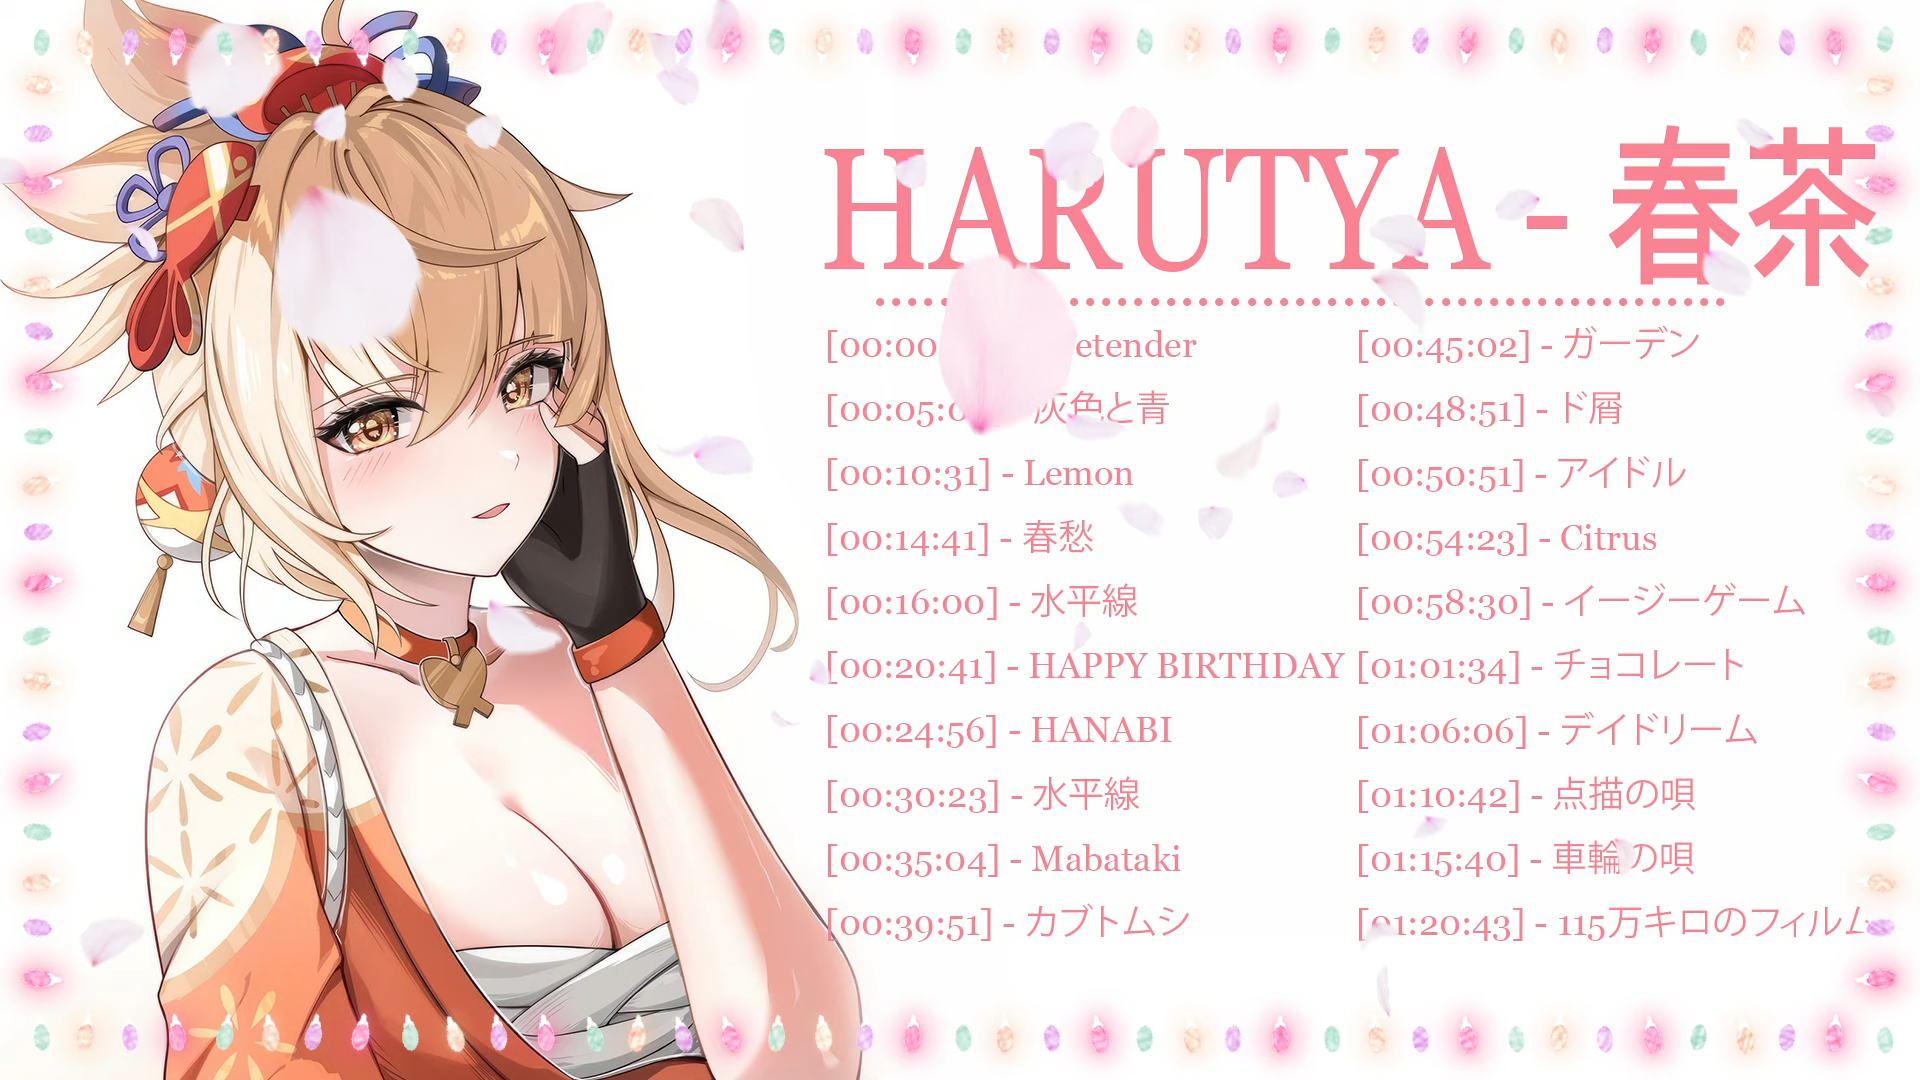 HARUTYA - 春茶
[00:00 etender
[00:05:0 灰色と青
[00:10:31] - Lemon
[00:14:41] - 春愁
[00:16:00] - 水平線
[00:20:41] - HAPPY BIRTHDAY
[00:24:56] - HANABI
[00:30:23] - 水平線
[00:35:04] - Mabataki
[00:39:51] - カブトムシ
[00:45:02] - ガーデン
[00:48:51] - ド屑
[00:50:51] - アイドル
[00:54:23] - Citrus
[00:58:30] - イージーゲーム
[01:01:34] - チョコレート
[01:06:06] - デイドリーム
[01:10:42] - 点描の唄
[01:15:40] - 車輪の唄
[01:20:43] - 115万キロのフィルム